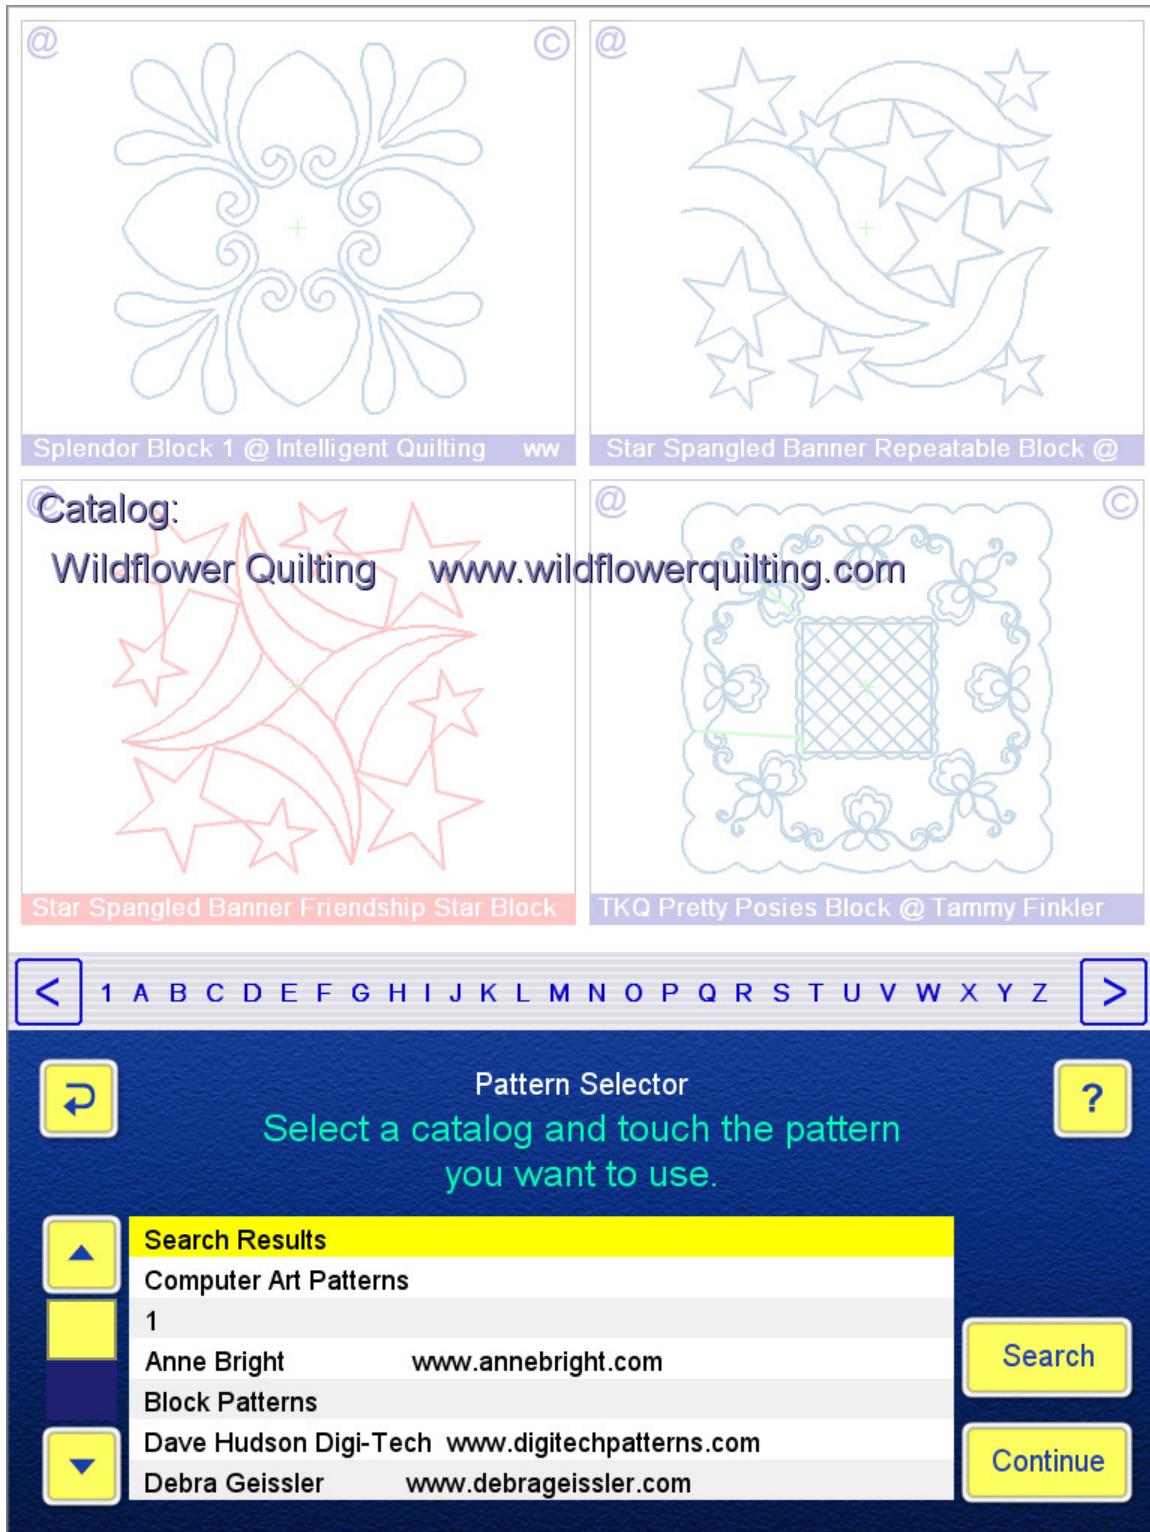 @ ©
@
Splendor Block 1 @ Intelligent Quilting ww
Star Spangled Banner Repeatable Block @
@
@ ©
Catalog:
Wildflower Quilting www.wildflowerquilting.com
Star Spangled Banner Friendship Star Block
TKQ Pretty Posies Block @ Tammy Finkler
< 1 A B C D E F G H I J K L M N O P Q R S T U V W X Y Z >
Pattern Selector
?
Select a catalog and touch the pattern
you want to use.
Search Results
Computer Art Patterns
1
Anne Bright www.annebright.com
Block Patterns
Dave Hudson Digi-Tech www.digitechpatterns.com
Debra Geissler www.debrageissler.com
Search
Continue